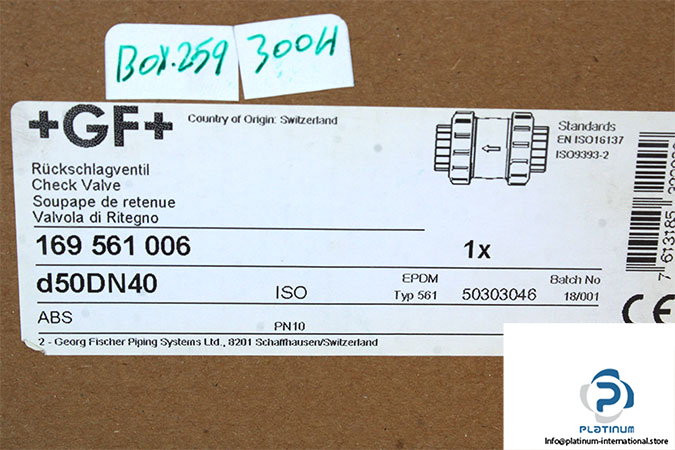 BOX.259
300H
+GF+
Country of Origin: Switzerland
Standards
EN ISO16137
ISO9393-2
Rückschlagventil
Check Valve
Soupape de retenue
Valvola di Ritegno
169 561 006
1x
d50DN40
ISO
EPDM
Typ 561
50303046
Batch No
18/001
ABS
PN10
2 - Georg Fischer Piping Systems Ltd., 8201 Schaffhausen/Switzerland
7 613185
CE
PLATINUM
Info@platinum-international.store